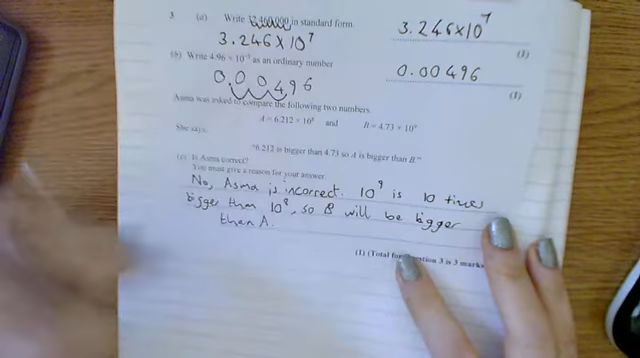 3 (a) Write 32 460 000 in standard form.
3.246 × 10⁷
3.246 × 10⁷
(1)
(b) Write 4.96 × 10⁻³ as an ordinary number
0.00496
0.00496
(1)
Asma was asked to compare the following two numbers.
A = 6.212 × 10⁸ and B = 4.73 × 10⁹
She says,
"6.212 is bigger than 4.73 so A is bigger than B."
(c) Is Asma correct?
You must give a reason for your answer.
No, Asma is incorrect. 10⁹ is 10 times
bigger than 10⁸, so B will be bigger
then A.
(1) (Total for Question 3 is 3 marks